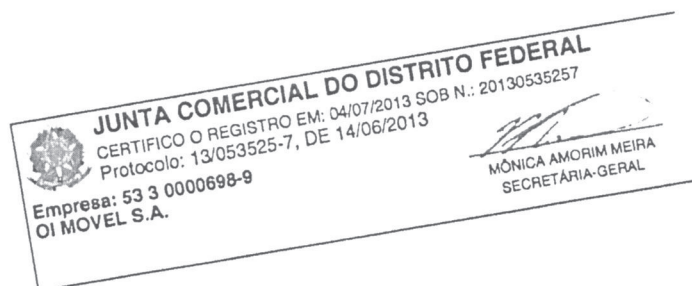 JUNTA COMERCIAL DO DISTRITO FEDERAL
CERTIFICO O REGISTRO EM: 04/07/2013 SOB N.: 20130535257
Protocolo: 13/053525-7, DE 14/06/2013
Empresa: 53 3 0000698-9
OI MOVEL S.A.
MÔNICA AMORIM MEIRA
SECRETÁRIA-GERAL